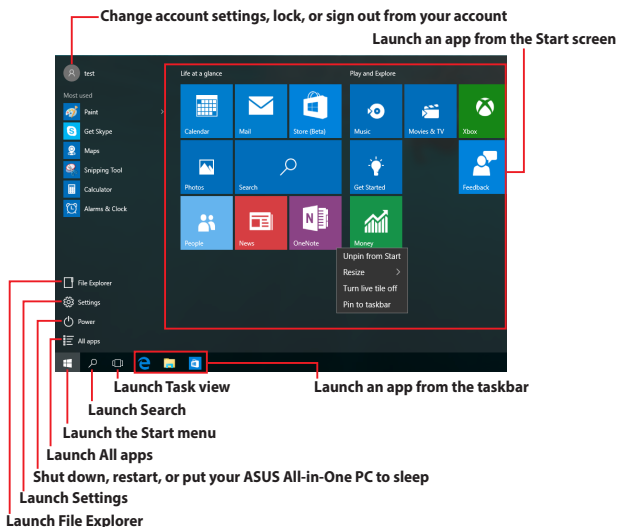 Change account settings, lock, or sign out from your account
Launch an app from the Start screen
test
Most used
Paint
Get Skype
Maps
Snipping Tool
Calculator
Alarms & Clock
File Explorer
Settings
Power
All apps
Life at a glance
Play and Explore
Calendar
Mail
Store (Beta)
Music
Movies & TV
Xbox
Photos
Search
Get Started
Feedback
People
News
OneNote
Money
Unpin from Start
Resize
Turn live tile off
Pin to taskbar
Launch Task view
Launch an app from the taskbar
Launch Search
Launch the Start menu
Launch All apps
Shut down, restart, or put your ASUS All-in-One PC to sleep
Launch Settings
Launch File Explorer